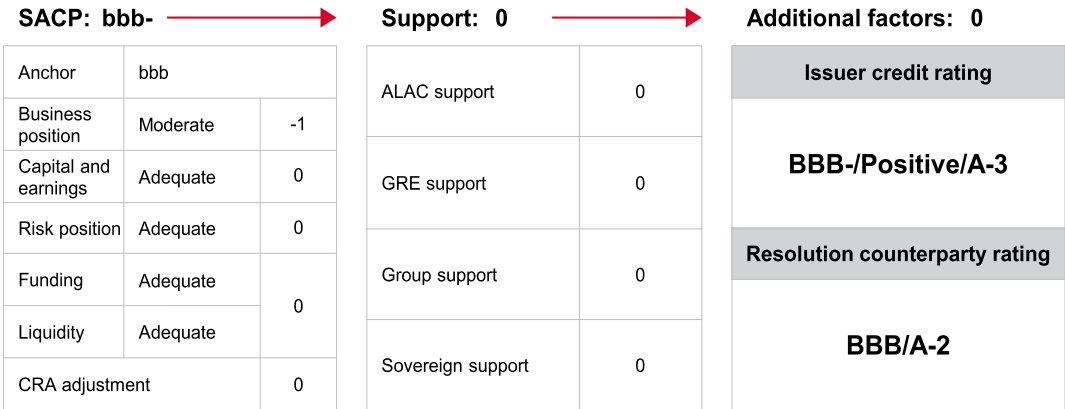 SACP: bbb-
Anchor bbb
Business position Moderate -1
Capital and earnings Adequate 0
Risk position Adequate 0
Funding Adequate 0
Liquidity Adequate
CRA adjustment 0
Support: 0
ALAC support 0
GRE support 0
Group support 0
Sovereign support 0
Additional factors: 0
Issuer credit rating
BBB-/Positive/A-3
Resolution counterparty rating
BBB/A-2